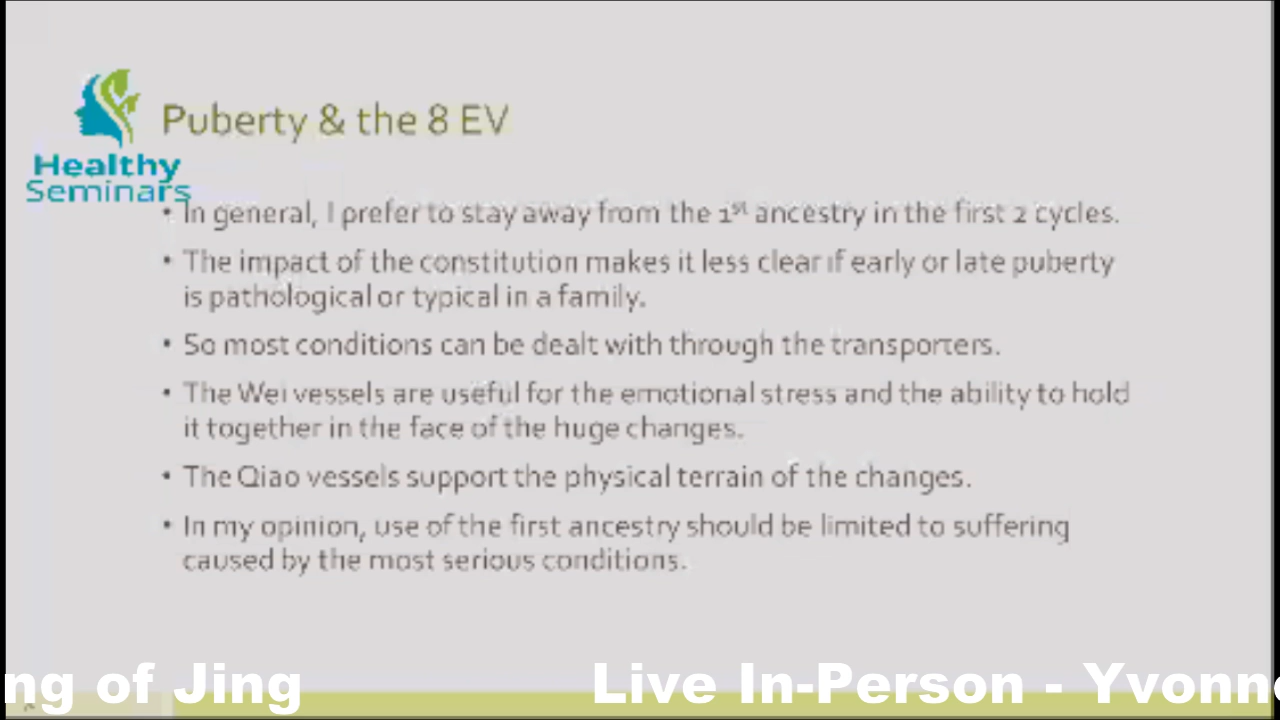 Puberty & the 8 EV
Healthy
Seminars
• In general, I prefer to stay away from the 1st ancestry in the first 2 cycles.
• The impact of the constitution makes it less clear if early or late puberty
is pathological or typical in a family.
• So most conditions can be dealt with through the transporters.
• The Wei vessels are useful for the emotional stress and the ability to hold
it together in the face of the huge changes.
• The Qiao vessels support the physical terrain of the changes.
• In my opinion, use of the first ancestry should be limited to suffering
caused by the most serious conditions.
ng of Jing Live In-Person - Yvonne